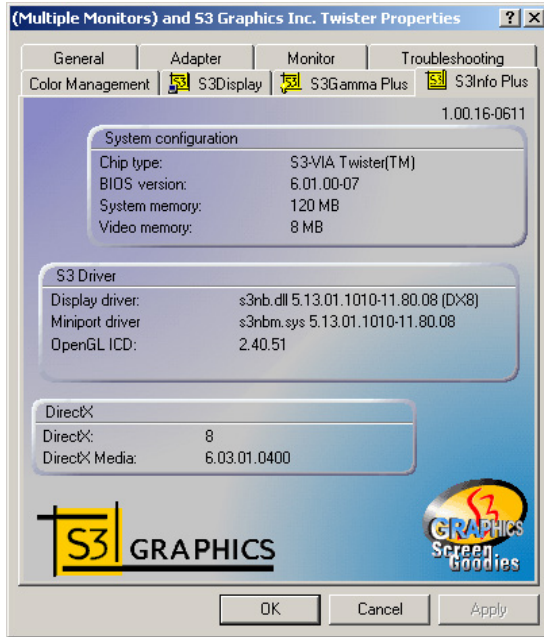 (Multiple Monitors) and S3 Graphics Inc. Twister Properties
General Adapter Monitor Troubleshooting
Color Management S3 S3Display S3 S3Gamma Plus S3 S3Info Plus
1.00.16-0611
System configuration
Chip type: S3-VIA Twister(TM)
BIOS version: 6.01.00-07
System memory: 120 MB
Video memory: 8 MB
S3 Driver
Display driver: s3nb.dll 5.13.01.1010-11.80.08 (DX8)
Miniport driver s3nbm.sys 5.13.01.1010-11.80.08
OpenGL ICD: 2.40.51
DirectX
DirectX: 8
DirectX Media: 6.03.01.0400
S3 GRAPHICS
S3
GRAPHICS
Screen
Goodies
OK Cancel Apply